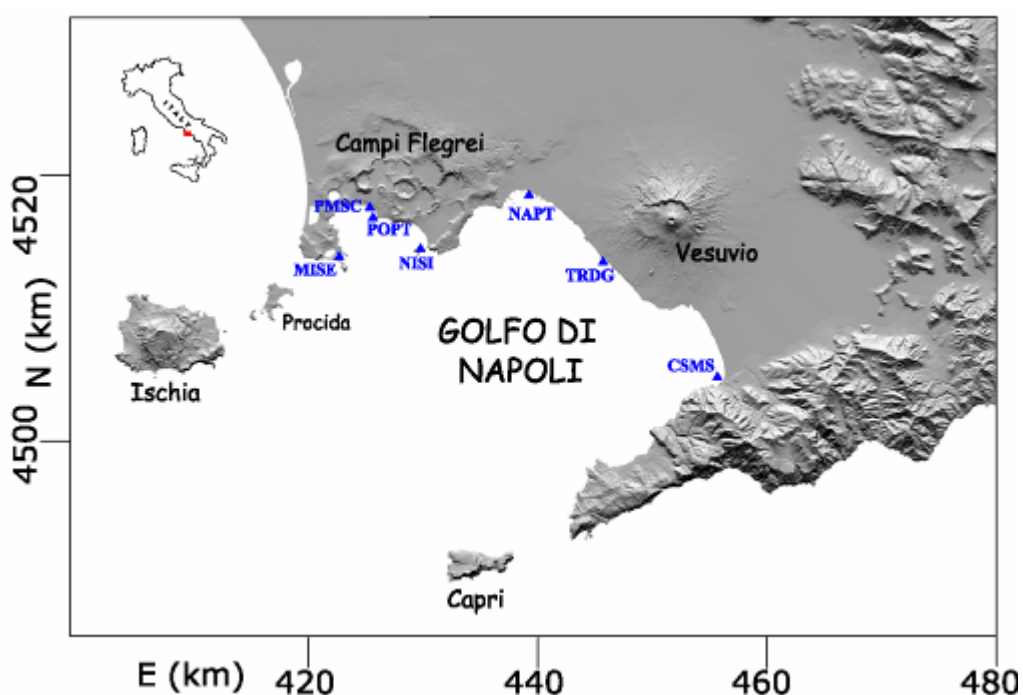 ITALY
Campi Flegrei
4520
PMSC
NAPT
POPT
NISI
Vesuvio
MISE
TRDG
Procida
GOLFO DI
NAPOLI
CSMS
Ischia
N (km)
4500
Capri
E (km)
420
440
460
480